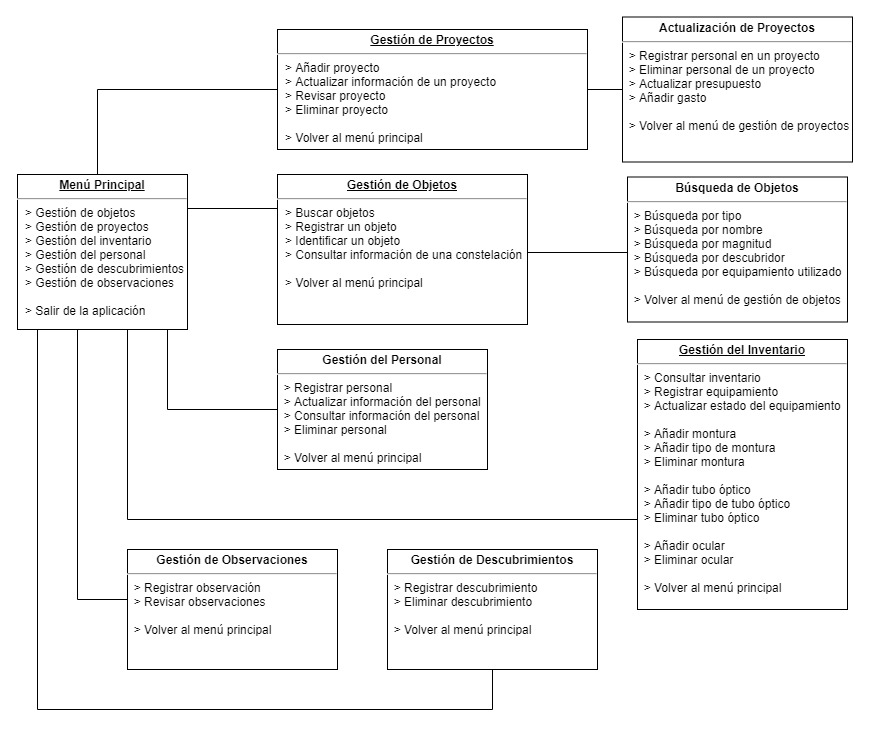 Gestión de Proyectos
> Añadir proyecto
> Actualizar información de un proyecto
> Revisar proyecto
> Eliminar proyecto
> Volver al menú principal
Actualización de Proyectos
> Registrar personal en un proyecto
> Eliminar personal de un proyecto
> Actualizar presupuesto
> Añadir gasto
> Volver al menú de gestión de proyectos
Menú Principal
> Gestión de objetos
> Gestión de proyectos
> Gestión del inventario
> Gestión del personal
> Gestión de descubrimientos
> Gestión de observaciones
> Salir de la aplicación
Gestión de Objetos
> Buscar objetos
> Registrar un objeto
> Identificar un objeto
> Consultar información de una constelación
> Volver al menú principal
Búsqueda de Objetos
> Búsqueda por tipo
> Búsqueda por nombre
> Búsqueda por magnitud
> Búsqueda por descubridor
> Búsqueda por equipamiento utilizado
> Volver al menú de gestión de objetos
Gestión del Personal
> Registrar personal
> Actualizar información del personal
> Consultar información del personal
> Eliminar personal
> Volver al menú principal
Gestión del Inventario
> Consultar inventario
> Registrar equipamiento
> Actualizar estado del equipamiento
> Añadir montura
> Añadir tipo de montura
> Eliminar montura
> Añadir tubo óptico
> Añadir tipo de tubo óptico
> Eliminar tubo óptico
> Añadir ocular
> Eliminar ocular
> Volver al menú principal
Gestión de Observaciones
> Registrar observación
> Revisar observaciones
> Volver al menú principal
Gestión de Descubrimientos
> Registrar descubrimiento
> Eliminar descubrimiento
> Volver al menú principal